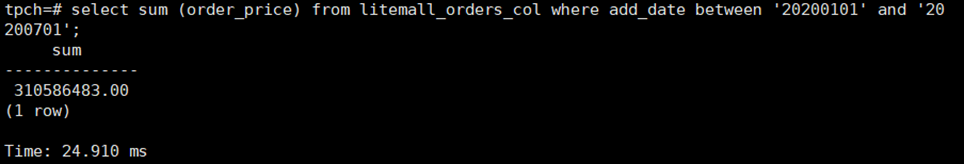 tpch=# select sum (order_price) from litemall_orders_col where add_date between '20200101' and '20
200701';
     sum
--------------
 310586483.00
(1 row)

Time: 24.910 ms